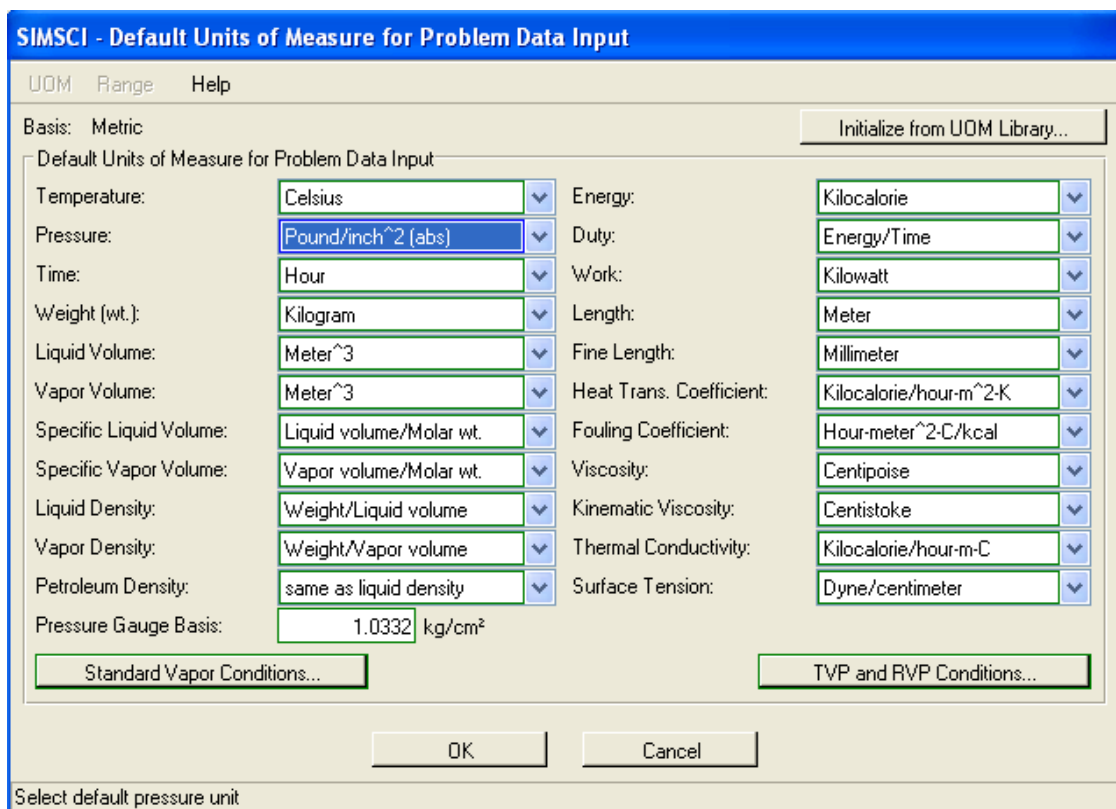 SIMSCI - Default Units of Measure for Problem Data Input
UOM Range Help
Basis: Metric
Initialize from UOM Library...
Default Units of Measure for Problem Data Input
Temperature: Celsius Energy: Kilocalorie
Pressure: Pound/inch^2 (abs) Duty: Energy/Time
Time: Hour Work: Kilowatt
Weight (wt.): Kilogram Length: Meter
Liquid Volume: Meter^3 Fine Length: Millimeter
Vapor Volume: Meter^3 Heat Trans. Coefficient: Kilocalorie/hour-m^2-K
Specific Liquid Volume: Liquid volume/Molar wt. Fouling Coefficient: Hour-meter^2-C/kcal
Specific Vapor Volume: Vapor volume/Molar wt. Viscosity: Centipoise
Liquid Density: Weight/Liquid volume Kinematic Viscosity: Centistoke
Vapor Density: Weight/Vapor volume Thermal Conductivity: Kilocalorie/hour-m-C
Petroleum Density: same as liquid density Surface Tension: Dyne/centimeter
Pressure Gauge Basis: 1.0332 kg/cm²
Standard Vapor Conditions... TVP and RVP Conditions...
OK Cancel
Select default pressure unit